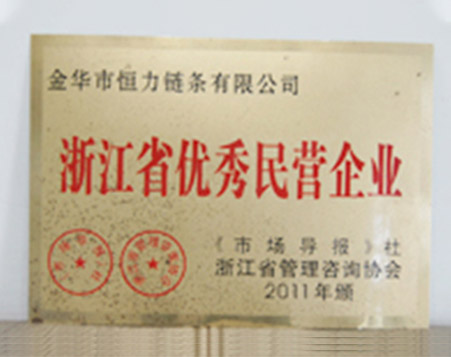 金华市恒力链条有限公司
浙江省优秀民营企业
《市场导报》社
浙江省管理咨询协会
2011年颁